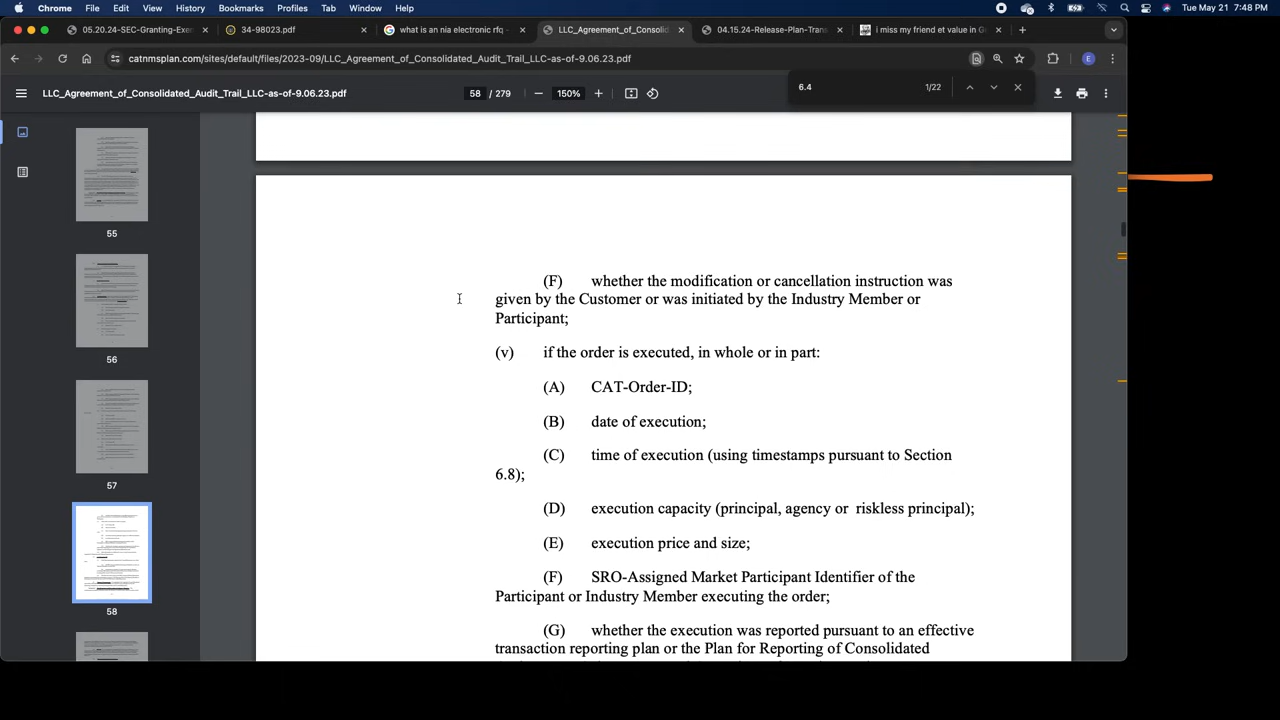 Chrome File Edit View History Bookmarks Profiles Tab Window Help Tue May 21 7:48 PM
05.20.24-SEC-Granting-Exe 34-98023.pdf what is an nia electronic rfq - LLC_Agreement_of_Consolid 04.15.24-Release-Plan-Trans i miss my friend et value in G
catnmsplan.com/sites/default/files/2023-09/LLC_Agreement_of_Consolidated_Audit_Trail_LLC-as-of-9.06.23.pdf E
LLC_Agreement_of_Consolidated_Audit_Trail_LLC-as-of-9.06.23.pdf 58 / 279 150% 6.4 1/22
55
56
57
58
(F) whether the modification or cancellation instruction was
given by the Customer or was initiated by the Industry Member or
Participant;
(v) if the order is executed, in whole or in part:
(A) CAT-Order-ID;
(B) date of execution;
(C) time of execution (using timestamps pursuant to Section
6.8);
(D) execution capacity (principal, agency or riskless principal);
(E) execution price and size;
(F) SRO-Assigned Market Participant Identifier of the
Participant or Industry Member executing the order;
(G) whether the execution was reported pursuant to an effective
transaction reporting plan or the Plan for Reporting of Consolidated